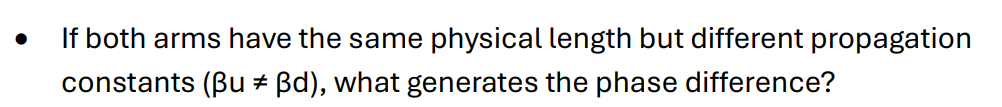 • If both arms have the same physical length but different propagation
constants (βu ≠ βd), what generates the phase difference?